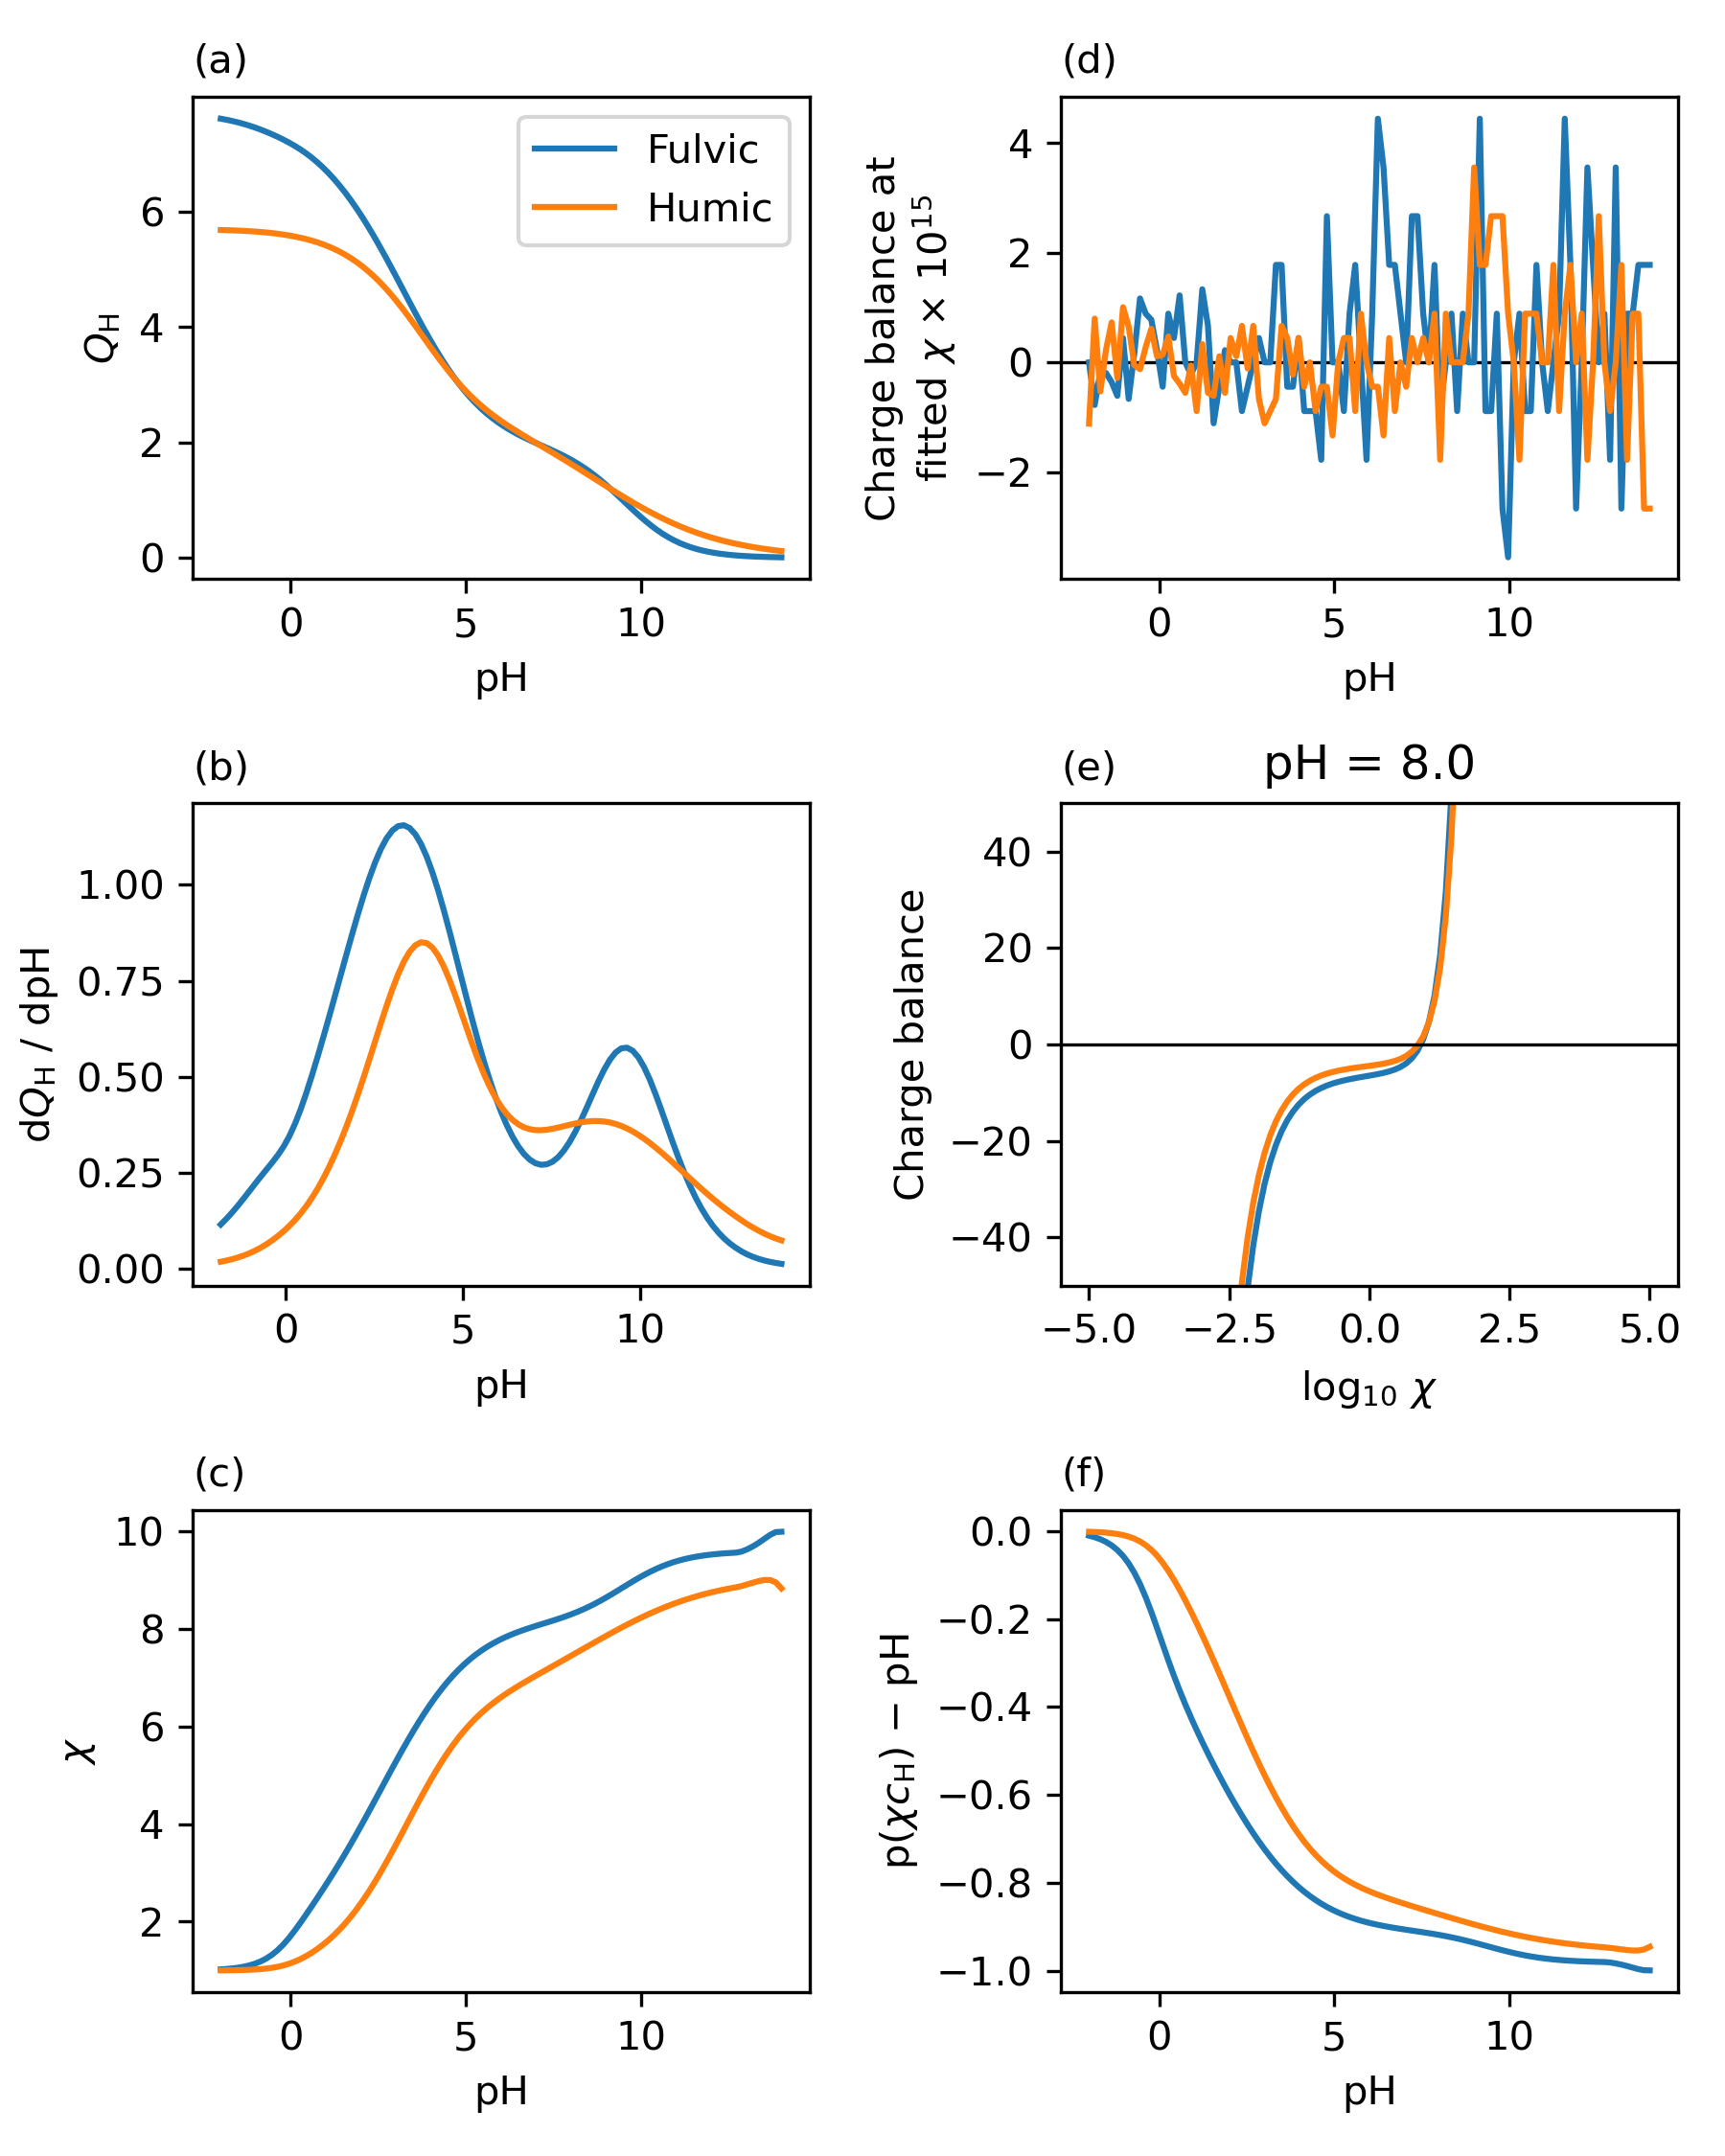 (a)
Q_H
6
4
2
0
Fulvic
Humic
0 5 10
pH
(d)
Charge balance at
fitted χ × 10^15
4
2
0
−2
0 5 10
pH
(b)
dQ_H / dpH
1.00
0.75
0.50
0.25
0.00
0 5 10
pH
(e)
pH = 8.0
Charge balance
40
20
0
−20
−40
−5.0 −2.5 0.0 2.5 5.0
log₁₀ χ
(c)
χ
10
8
6
4
2
0 5 10
pH
(f)
p(χc_H) − pH
0.0
−0.2
−0.4
−0.6
−0.8
−1.0
0 5 10
pH